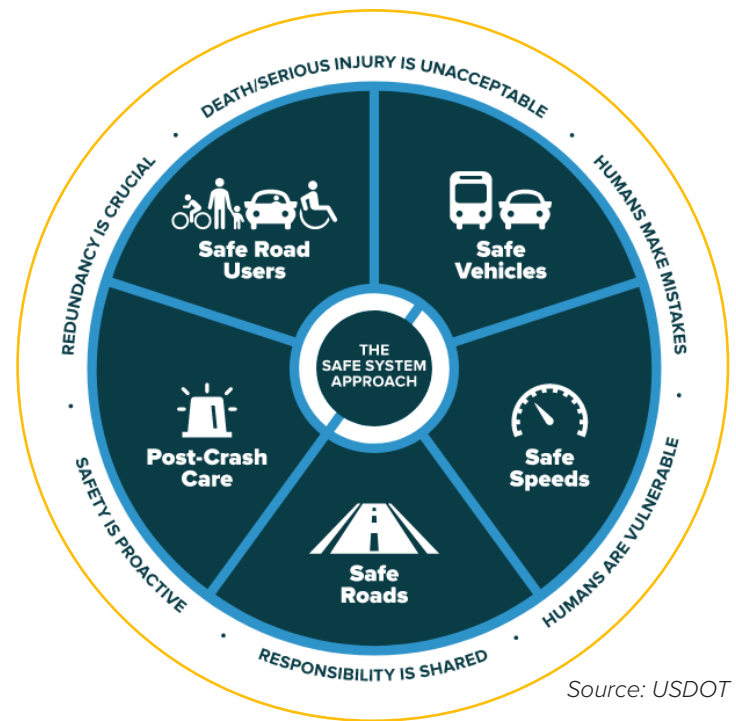 DEATH/SERIOUS INJURY IS UNACCEPTABLE
HUMANS MAKE MISTAKES
HUMANS ARE VULNERABLE
RESPONSIBILITY IS SHARED
SAFETY IS PROACTIVE
REDUNDANCY IS CRUCIAL
Safe Road
Users
Safe
Vehicles
THE
SAFE SYSTEM
APPROACH
Post-Crash
Care
Safe
Speeds
Safe
Roads
Source: USDOT